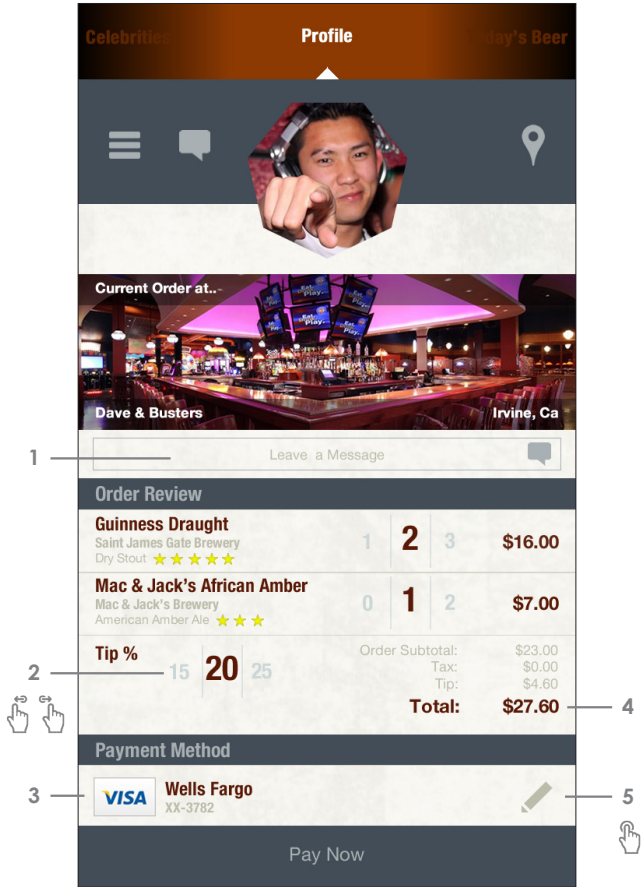 Celebrities
Profile
day's Beer
Current Order at..
Eat.
Play.
Dave & Busters
Irvine, Ca
1
Leave a Message
Order Review
Guinness Draught
Saint James Gate Brewery
Dry Stout
1 2 3
$16.00
Mac & Jack's African Amber
Mac & Jack's Brewery
American Amber Ale
0 1 2
$7.00
2
Tip %
15 20 25
Order Subtotal: $23.00
Tax: $0.00
Tip: $4.60
Total: $27.60
4
Payment Method
3
VISA
Wells Fargo
XX-3782
5
Pay Now